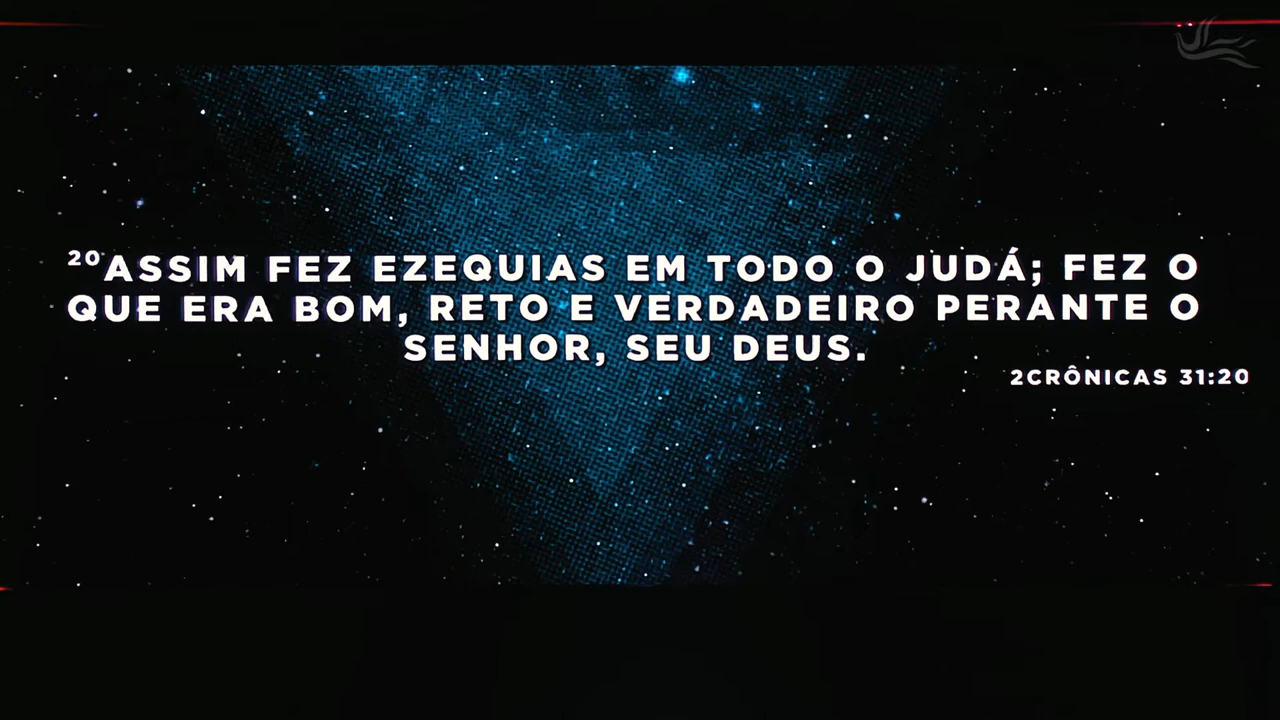 ²⁰ASSIM FEZ EZEQUIAS EM TODO O JUDÁ; FEZ O
QUE ERA BOM, RETO E VERDADEIRO PERANTE O
SENHOR, SEU DEUS.
2CRÔNICAS 31:20